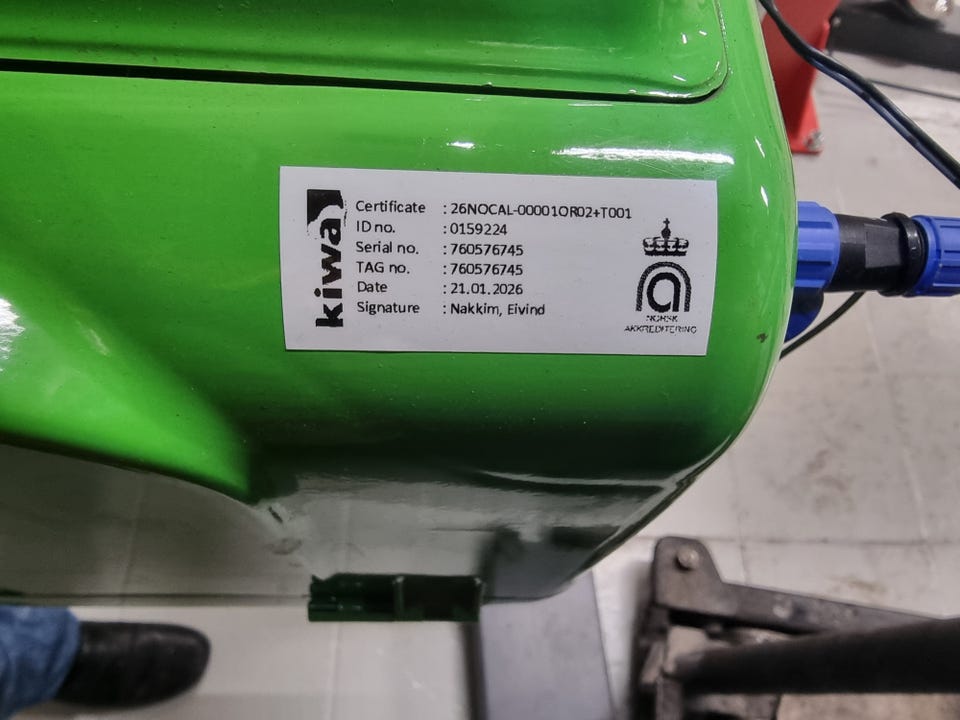 kiwa
Certificate : 26NOCAL-00001OR02+T001
ID no. : 0159224
Serial no. : 760576745
TAG no. : 760576745
Date : 21.01.2026
Signature : Nakkim, Eivind
NORSK
AKKREDITERING